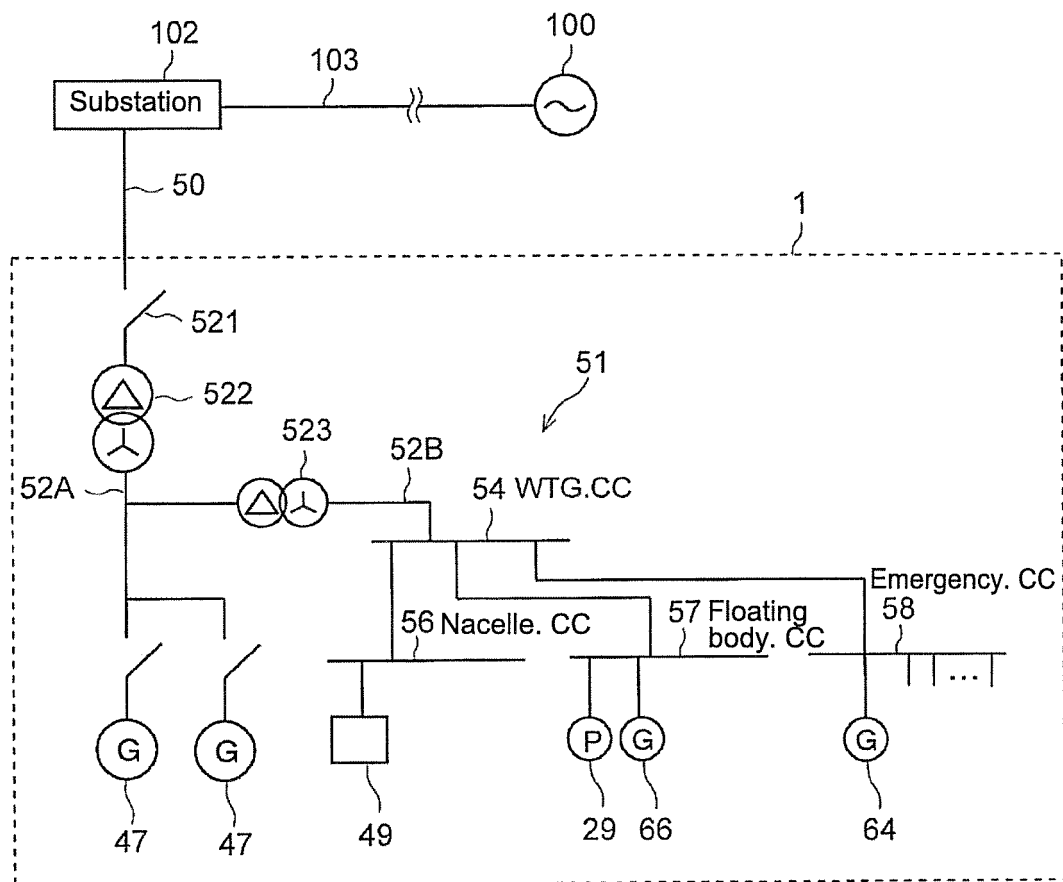 102
103
100
Substation
50
1
521
51
522
523
52B
52A
54 WTG.CC
Emergency. CC
56 Nacelle. CC
57 Floating
body. CC
58
...
G
G
P
G
G
47
47
49
29
66
64